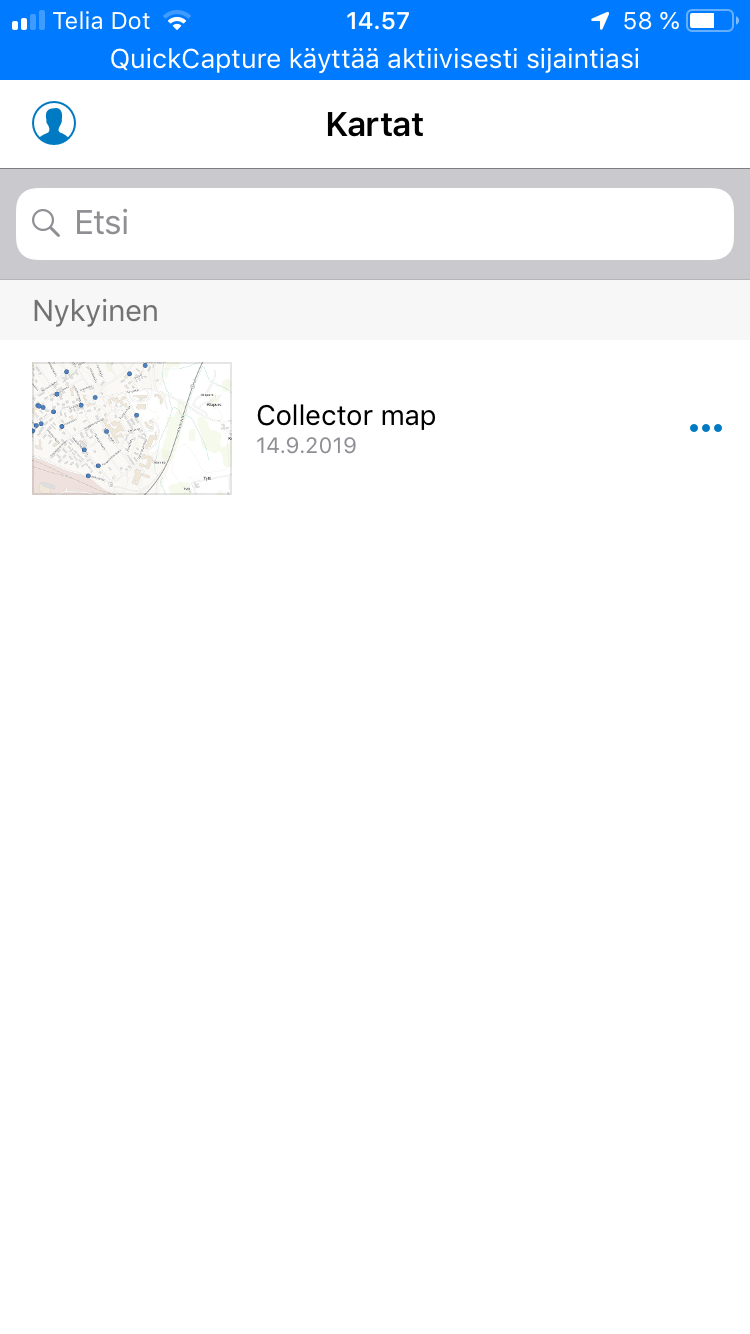 Telia Dot 14.57 58 %
QuickCapture käyttää aktiivisesti sijaintiasi
Kartat
Etsi
Nykyinen
Collector map
14.9.2019